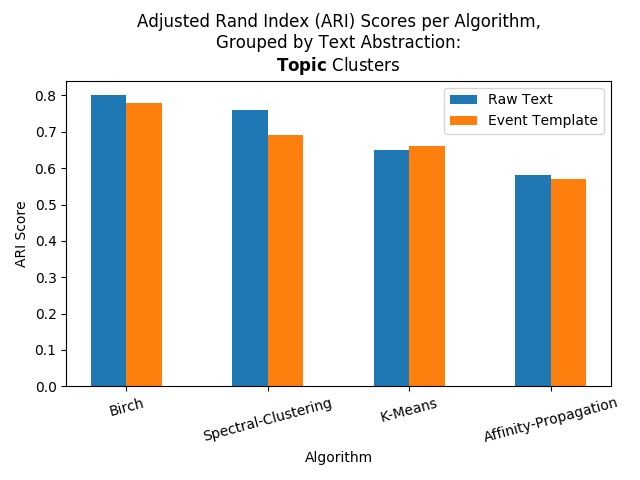 Adjusted Rand Index (ARI) Scores per Algorithm,
Grouped by Text Abstraction:
Topic Clusters
Raw Text
Event Template
ARI Score
0.8
0.7
0.6
0.5
0.4
0.3
0.2
0.1
0.0
Birch
Spectral-Clustering
K-Means
Affinity-Propagation
Algorithm